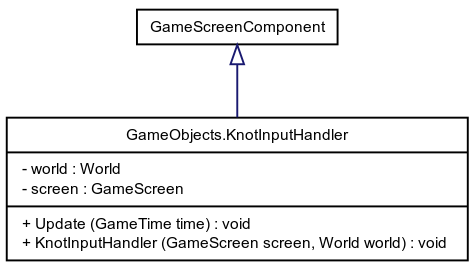 GameScreenComponent
GameObjects.KnotInputHandler
- world : World
- screen : GameScreen
+ Update (GameTime time) : void
+ KnotInputHandler (GameScreen screen, World world) : void